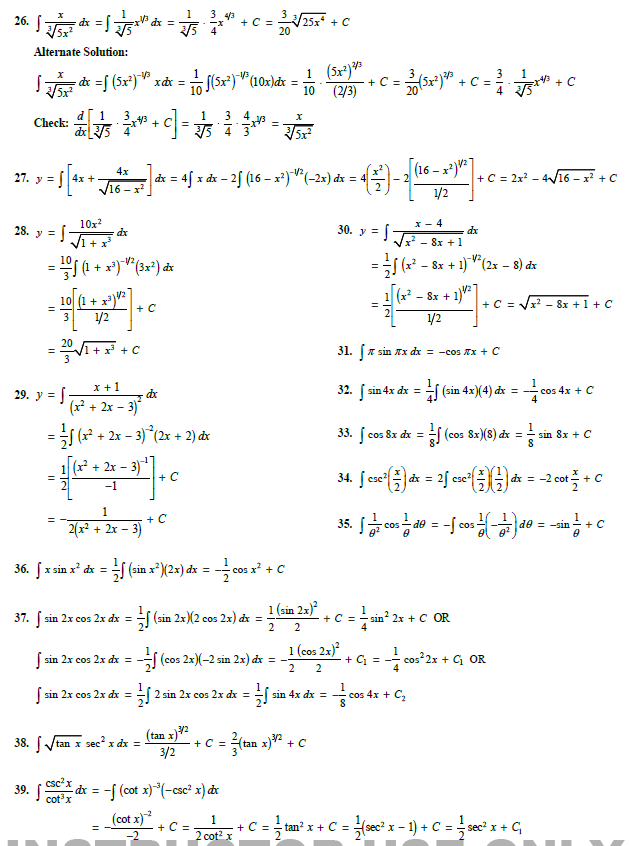 26. ∫ x/∛(5x²) dx = ∫ 1/∛5 x^(1/3) dx = 1/∛5 · 3/4 x^(4/3) + C = 3/20 ∛(25x⁴) + C
Alternate Solution:
∫ x/∛(5x²) dx = ∫ (5x²)^(-1/3) x dx = 1/10 ∫(5x²)^(-1/3)(10x)dx = 1/10 · (5x²)^(2/3)/(2/3) + C = 3/20(5x²)^(2/3) + C = 3/4 · 1/∛5 x^(4/3) + C
Check: d/dx[1/∛5 · 3/4 x^(4/3) + C] = 1/∛5 · 3/4 · 4/3 x^(1/3) = x/∛(5x²)
27. y = ∫ [4x + 4x/√(16 − x²)] dx = 4∫ x dx − 2∫ (16 − x²)^(-1/2)(−2x) dx = 4(x²/2) − 2[(16 − x²)^(1/2)/(1/2)] + C = 2x² − 4√(16 − x²) + C
28. y = ∫ 10x²/√(1 + x³) dx
= 10/3 ∫ (1 + x³)^(-1/2)(3x²) dx
= 10/3 [(1 + x³)^(1/2)/(1/2)] + C
= 20/3 √(1 + x³) + C
29. y = ∫ (x + 1)/(x² + 2x − 3)² dx
= 1/2 ∫ (x² + 2x − 3)^(-2)(2x + 2) dx
= 1/2 [(x² + 2x − 3)^(-1)/(−1)] + C
= −1/(2(x² + 2x − 3)) + C
30. y = ∫ (x − 4)/√(x² − 8x + 1) dx
= 1/2 ∫ (x² − 8x + 1)^(-1/2)(2x − 8) dx
= 1/2 [(x² − 8x + 1)^(1/2)/(1/2)] + C = √(x² − 8x + 1) + C
31. ∫ π sin πx dx = −cos πx + C
32. ∫ sin 4x dx = 1/4 ∫ (sin 4x)(4) dx = −1/4 cos 4x + C
33. ∫ cos 8x dx = 1/8 ∫ (cos 8x)(8) dx = 1/8 sin 8x + C
34. ∫ csc²(x/2) dx = 2∫ csc²(x/2)(1/2) dx = −2 cot x/2 + C
35. ∫ 1/θ² cos 1/θ dθ = −∫ cos 1/θ(−1/θ²) dθ = −sin 1/θ + C
36. ∫ x sin x² dx = 1/2 ∫ (sin x²)(2x) dx = −1/2 cos x² + C
37. ∫ sin 2x cos 2x dx = 1/2 ∫ (sin 2x)(2 cos 2x) dx = 1/2 (sin 2x)²/2 + C = 1/4 sin² 2x + C OR
∫ sin 2x cos 2x dx = −1/2 ∫ (cos 2x)(−2 sin 2x) dx = −1/2 (cos 2x)²/2 + C₁ = −1/4 cos² 2x + C₁ OR
∫ sin 2x cos 2x dx = 1/2 ∫ 2 sin 2x cos 2x dx = 1/2 ∫ sin 4x dx = −1/8 cos 4x + C₂
38. ∫ √(tan x) sec² x dx = (tan x)^(3/2)/(3/2) + C = 2/3 (tan x)^(3/2) + C
39. ∫ csc² x/cot³ x dx = −∫ (cot x)^(-3)(−csc² x) dx
= −(cot x)^(-2)/(−2) + C = 1/(2 cot² x) + C = 1/2 tan² x + C = 1/2(sec² x − 1) + C = 1/2 sec² x + C₁
INSTRUCTOR USE ONLY